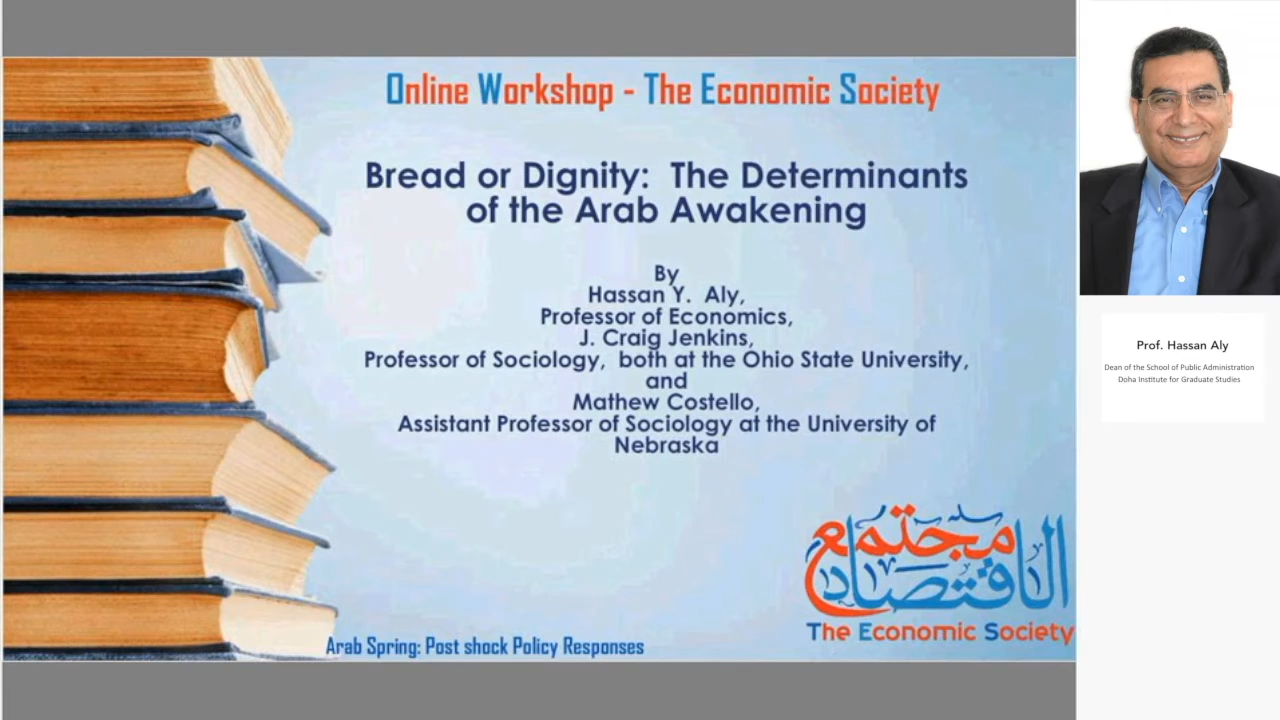 Online Workshop - The Economic Society
Bread or Dignity: The Determinants
of the Arab Awakening
By
Hassan Y. Aly,
Professor of Economics,
J. Craig Jenkins,
Professor of Sociology, both at the Ohio State University,
and
Mathew Costello,
Assistant Professor of Sociology at the University of
Nebraska
مجتمع
الاقتصاد
The Economic Society
Arab Spring: Post shock Policy Responses
Prof. Hassan Aly
Dean of the School of Public Administration
Doha Institute for Graduate Studies